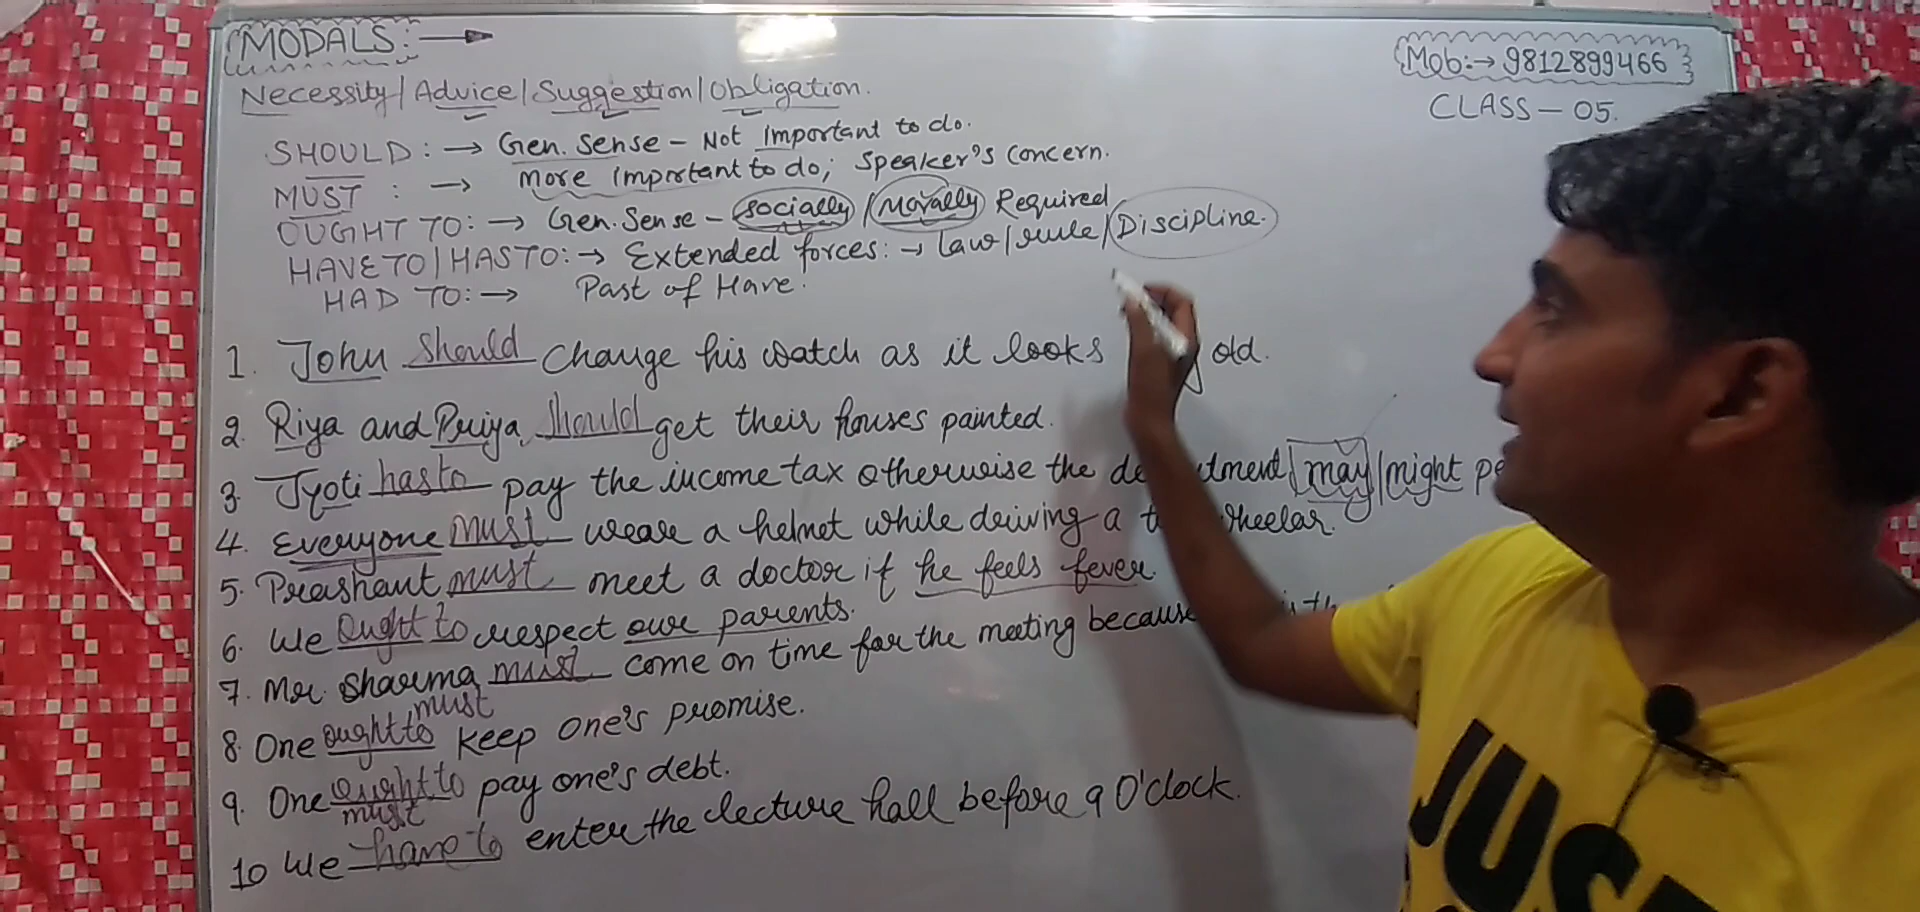 MODALS:→
Mob:→ 9812899466
CLASS - 05.
Necessity/Advice/Suggestion/Obligation.
SHOULD: → Gen. Sense - Not Important to do.
MUST : → More Important to do; Speaker's Concern.
OUGHT TO: → Gen. Sense - Socially/Morally Required
HAVE TO/HAS TO: → Extended forces: → Law/rule/Discipline.
HAD TO: → Past of Have.
1. John should change his watch as it looks old.
2. Riya and Priya should get their houses painted.
3. Jyoti has to pay the income tax otherwise the may/might
4. Everyone must wear a helmet while driving a wheelar.
5. Prashant must meet a doctor if he feels fever.
6. We Ought to respect our parents.
7. Mr. Sharma must come on time for the meeting because
must
8. One ought to keep one's promise.
9. One ought to pay one's debt.
must
10 We have to enter the lecture hall before 9 O'clock.
JUS